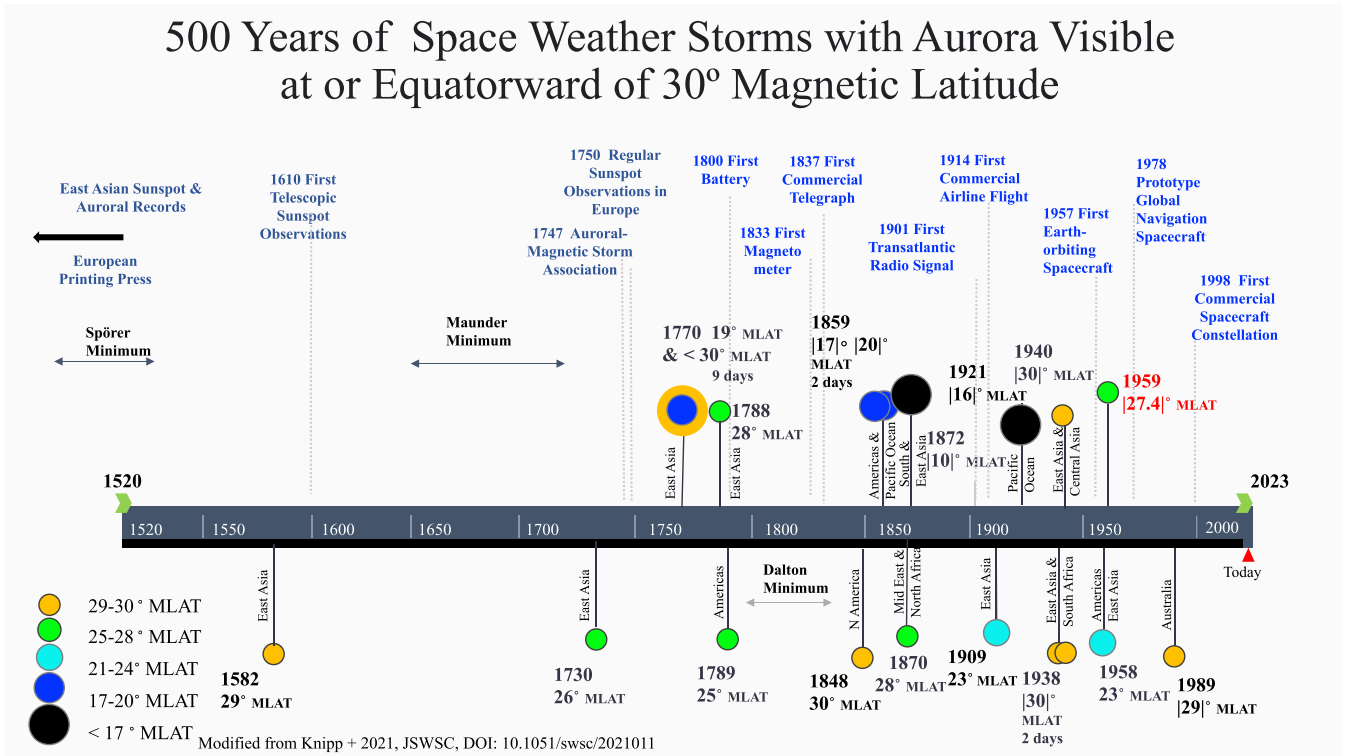 500 Years of Space Weather Storms with Aurora Visible
at or Equatorward of 30º Magnetic Latitude
East Asian Sunspot &
Auroral Records
European
Printing Press
1610 First
Telescopic
Sunspot
Observations
1750 Regular
Sunspot
Observations in
Europe
1747 Auroral-
Magnetic Storm
Association
1800 First
Battery
1833 First
Magneto
meter
1837 First
Commercial
Telegraph
1901 First
Transatlantic
Radio Signal
1914 First
Commercial
Airline Flight
1957 First
Earth-
orbiting
Spacecraft
1978
Prototype
Global
Navigation
Spacecraft
1998 First
Commercial
Spacecraft
Constellation
Spörer
Minimum
Maunder
Minimum
1770 19˚ MLAT
& < 30˚ MLAT
9 days
1788
28˚ MLAT
1859
|17|° |20|˚
MLAT
2 days
1872
|10|˚ MLAT
1921
|16|˚ MLAT
1940
|30|˚ MLAT
1959
|27.4|˚ MLAT
East Asia
East Asia
Americas &
Pacific Ocean
South &
East Asia
Pacific
Ocean
East Asia &
Central Asia
1520
2023
1520
1550
1600
1650
1700
1750
1800
1850
1900
1950
2000
Today
East Asia
East Asia
Americas
Dalton
Minimum
N America
Mid East &
North Africa
East Asia
East Asia &
South Africa
Americas
East Asia
Australia
1582
29˚ MLAT
1730
26˚ MLAT
1789
25˚ MLAT
1848
30˚ MLAT
1870
28˚ MLAT
1909
23˚ MLAT
1938
|30|˚
MLAT
2 days
1958
23˚ MLAT
1989
|29|˚ MLAT
29-30˚ MLAT
25-28˚ MLAT
21-24˚ MLAT
17-20˚ MLAT
< 17˚ MLAT
Modified from Knipp + 2021, JSWSC, DOI: 10.1051/swsc/2021011